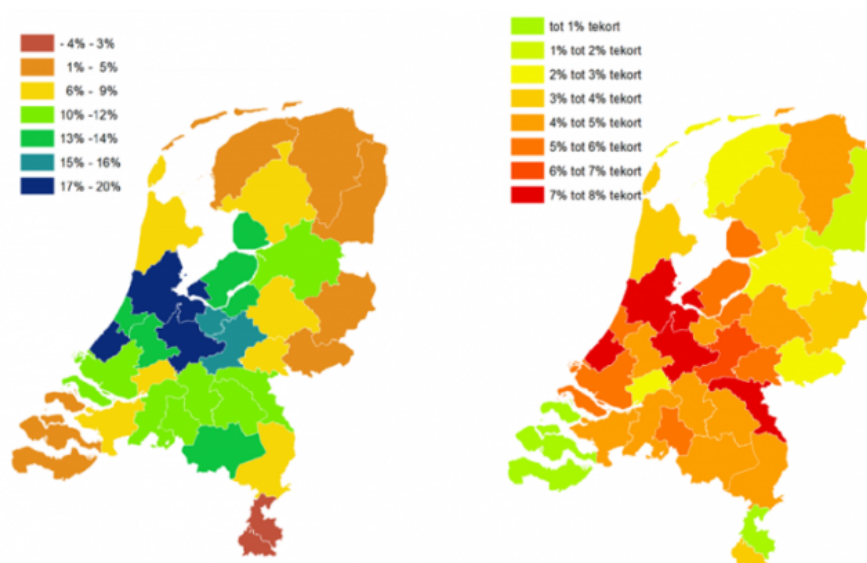 - 4% - 3%
1% - 5%
6% - 9%
10% -12%
13% -14%
15% - 16%
17% - 20%
tot 1% tekort
1% tot 2% tekort
2% tot 3% tekort
3% tot 4% tekort
4% tot 5% tekort
5% tot 6% tekort
6% tot 7% tekort
7% tot 8% tekort